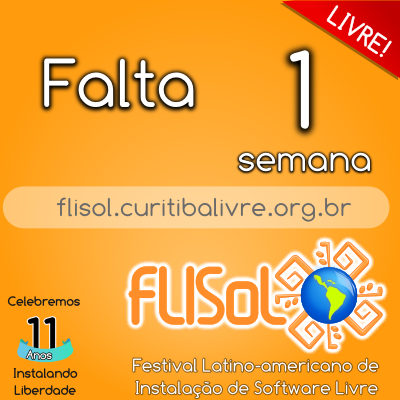 LIVRE!
Falta 1
semana
flisol.curitibalivre.org.br
FLISoL
Celebremos
11
Anos
Instalando
Liberdade
Festival Latino-americano de
Instalação de Software Livre